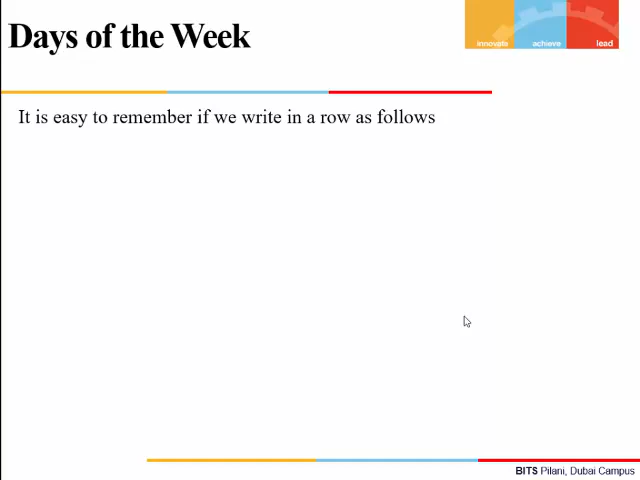 Days of the Week
innovate achieve lead
It is easy to remember if we write in a row as follows
BITS Pilani, Dubai Campus